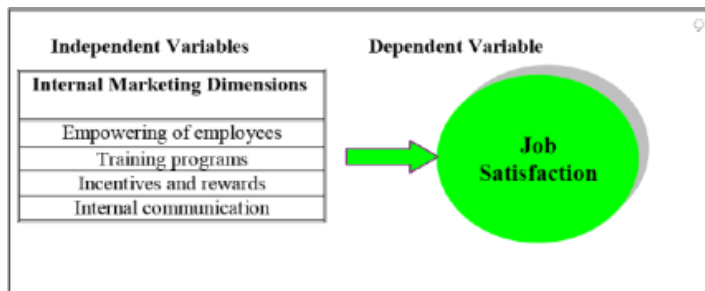 Independent Variables
Dependent Variable
Internal Marketing Dimensions
Empowering of employees
Training programs
Incentives and rewards
Internal communication
Job
Satisfaction